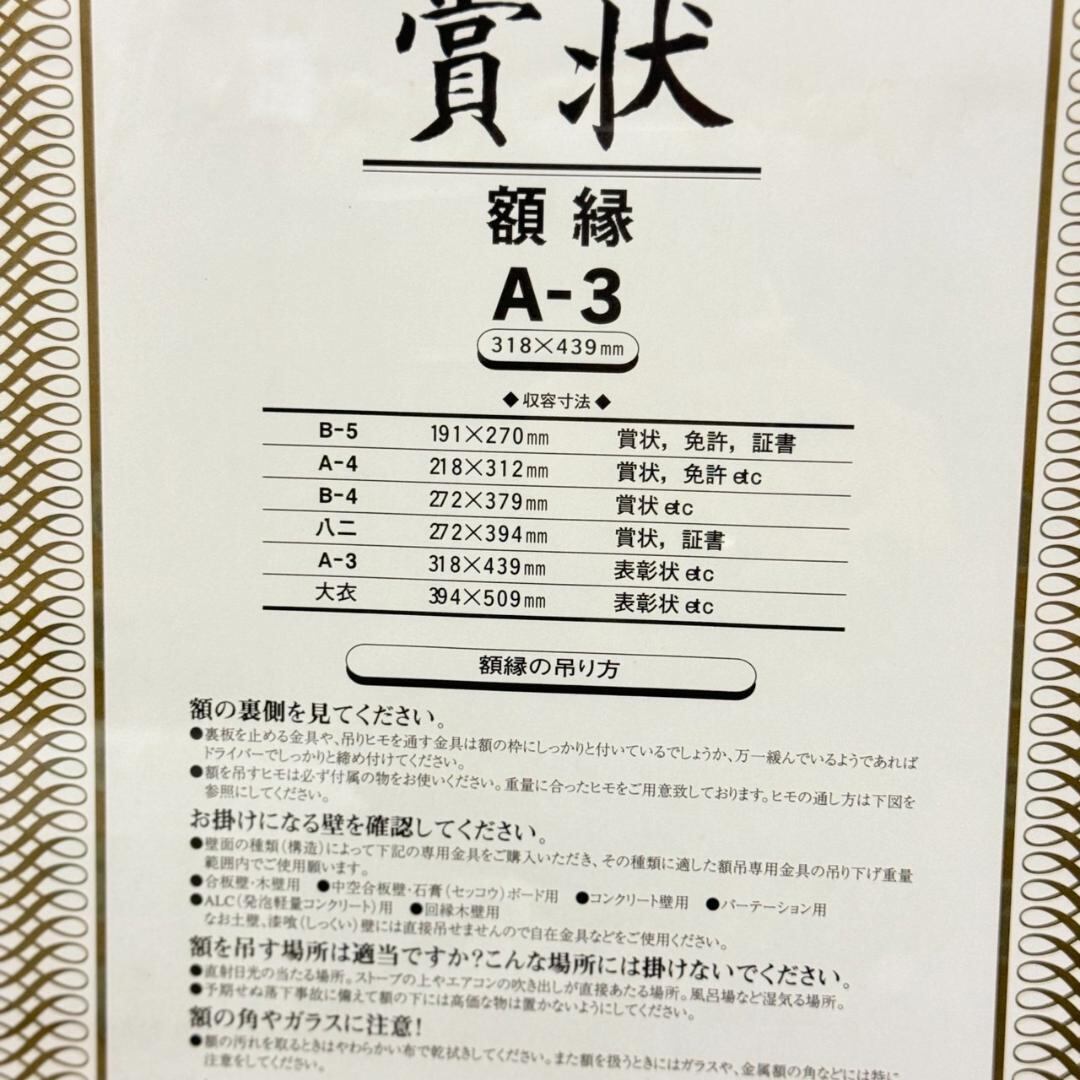 賞状
額縁
A-3
318×439mm
◆収容寸法◆
B-5 191×270mm 賞状，免許，証書
A-4 218×312mm 賞状，免許etc
B-4 272×379mm 賞状etc
八二 272×394mm 賞状，証書
A-3 318×439mm 表彰状etc
大衣 394×509mm 表彰状etc
額縁の吊り方
額の裏側を見てください。
●裏板を止める金具や、吊りヒモを通す金具は額の枠にしっかりと付いているでしょうか、万一緩んでいるようであれば
ドライバーでしっかりと締め付けてください。
●額を吊すヒモは必ず付属の物をお使いください。重量に合ったヒモをご用意致しております。ヒモの通し方は下図を
参照にしてください。
お掛けになる壁を確認してください。
●壁面の種類（構造）によって下記の専用金具をご購入いただき、その種類に適した額吊専用金具の吊り下げ重量
範囲内でご使用願います。
●合板壁・木壁用 ●中空合板壁・石膏（セッコウ）ボード用 ●コンクリート壁用 ●パーテーション用
●ALC（発泡軽量コンクリート）用 ●回縁木壁用
なお土壁、漆喰（しっくい）壁には直接吊せませんので自在金具などをご使用ください。
額を吊す場所は適当ですか？こんな場所には掛けないでください。
●直射日光の当たる場所。ストーブの上やエアコンの吹き出しが直接あたる場所。風呂場など湿気る場所。
●予期せぬ落下事故に備えて額の下には高価な物は置かないようにしてください。
額の角やガラスに注意！
●額の汚れを取るときはやわらかい布で乾拭きしてください。また額を扱うときにはガラスや、金属額の角などには特に
注意をしてください。